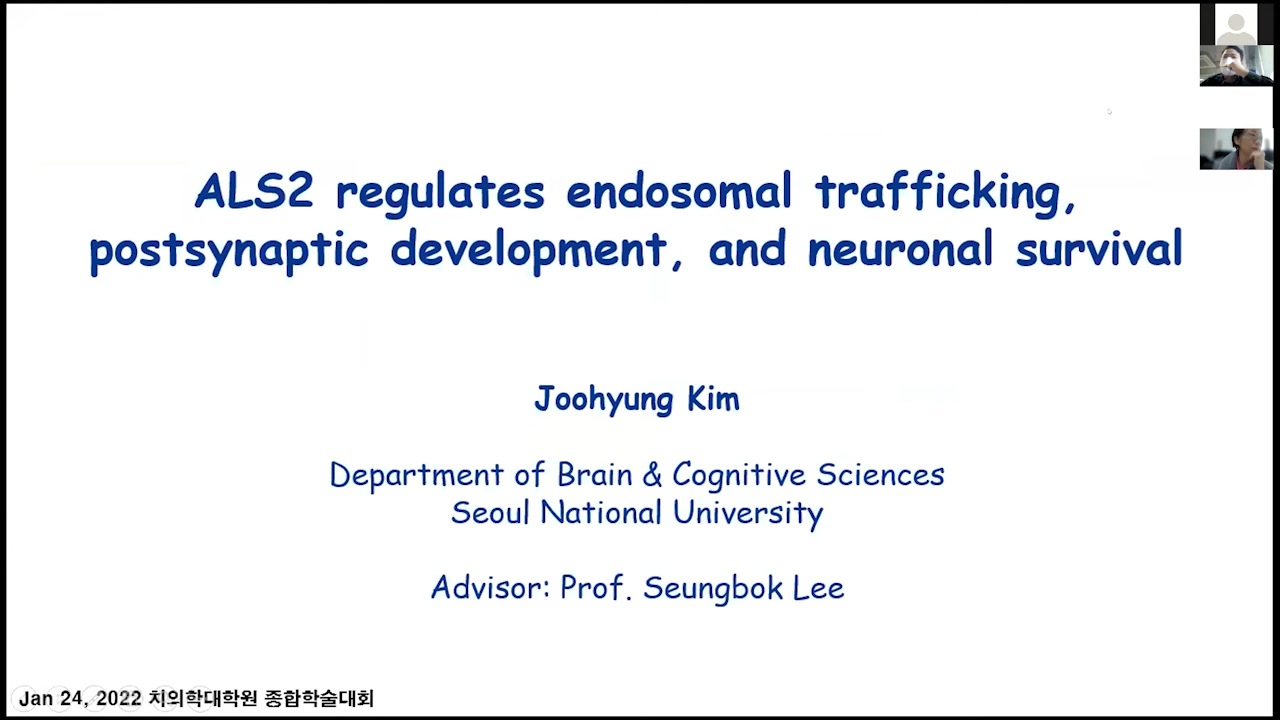 ALS2 regulates endosomal trafficking,
postsynaptic development, and neuronal survival
Joohyung Kim
Department of Brain & Cognitive Sciences
Seoul National University
Advisor: Prof. Seungbok Lee
Jan 24, 2022 치의학대학원 종합학술대회